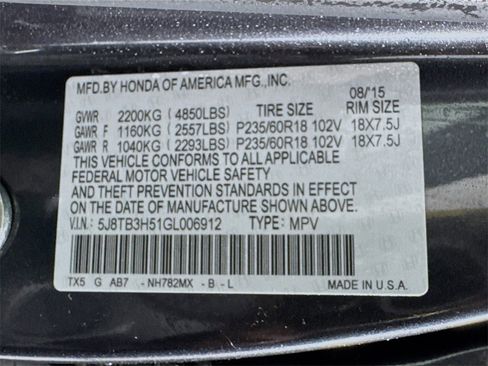 MFD.BY HONDA OF AMERICA MFG.,INC.
08/15
GVWR 2200KG (4850LBS) TIRE SIZE RIM SIZE
GAWR F 1160KG (2557LBS) P235/60R18 102V 18X7.5J
GAWR R 1040KG (2293LBS) P235/60R18 102V 18X7.5J
THIS VEHICLE CONFORMS TO ALL APPLICABLE
FEDERAL MOTOR VEHICLE SAFETY
AND THEFT PREVENTION STANDARDS IN EFFECT
ON THE DATE OF MANUFACTURE SHOWN ABOVE.
V.I.N.: 5J8TB3H51GL006912 TYPE: MPV
TX5 G AB7 - NH782MX - B - L MADE IN U.S.A.